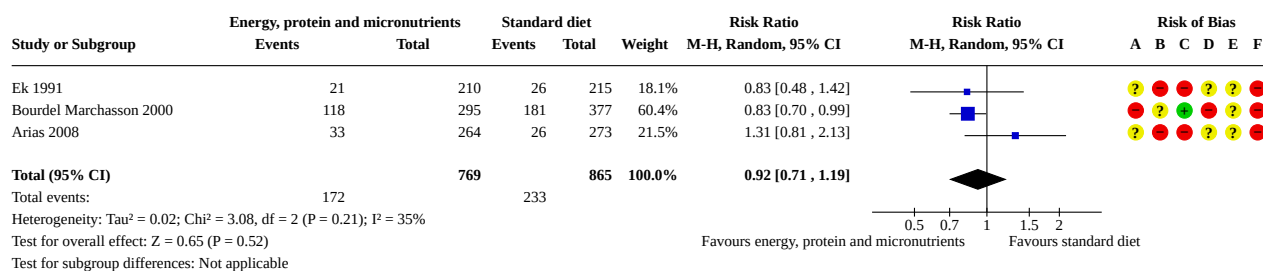 Energy, protein and micronutrients Standard diet Risk Ratio Risk Ratio Risk of Bias
Study or Subgroup Events Total Events Total Weight M-H, Random, 95% CI M-H, Random, 95% CI A B C D E F
Ek 1991 21 210 26 215 18.1% 0.83 [0.48 , 1.42] ? − − ? ? −
Bourdel Marchasson 2000 118 295 181 377 60.4% 0.83 [0.70 , 0.99] − ? + − ? −
Arias 2008 33 264 26 273 21.5% 1.31 [0.81 , 2.13] ? − − ? ? −
Total (95% CI) 769 865 100.0% 0.92 [0.71 , 1.19]
Total events: 172 233
Heterogeneity: Tau² = 0.02; Chi² = 3.08, df = 2 (P = 0.21); I² = 35%
0.5 0.7 1 1.5 2
Test for overall effect: Z = 0.65 (P = 0.52) Favours energy, protein and micronutrients Favours standard diet
Test for subgroup differences: Not applicable